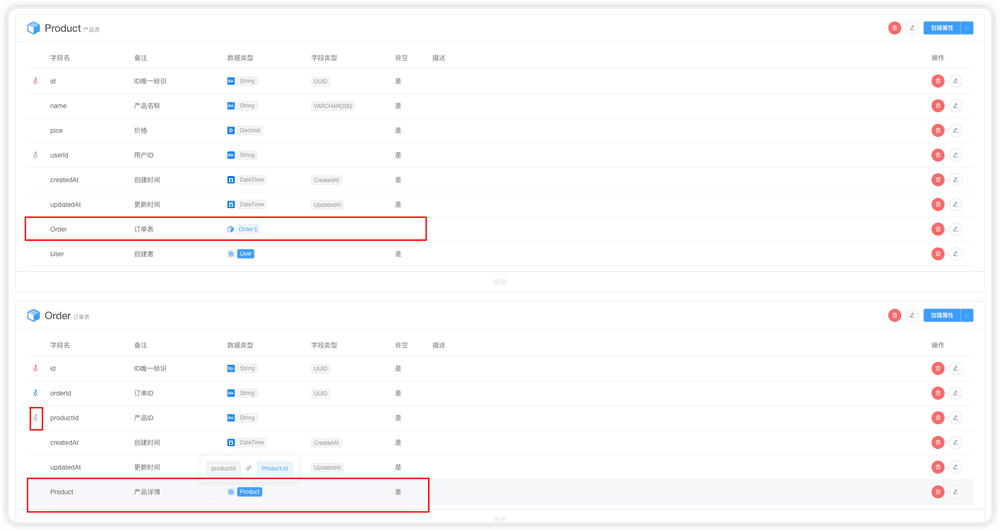 Product 产品表
创建属性
字段名 备注 数据类型 字段类型 非空 描述 操作
id ID唯一标识 String UUID 是
name 产品名称 String VARCHAR(300) 是
pice 价格 Decimal 是
userId 用户ID String 是
createdAt 创建时间 DateTime CreatedAt 是
updatedAt 更新时间 DateTime UpdatedAt 是
Order 订单表 Order[]
User 创建者 User 是
收起
Order 订单表
创建属性
字段名 备注 数据类型 字段类型 非空 描述 操作
id ID唯一标识 String UUID 是
orderId 订单ID String UUID 是
productId 产品ID String 是
createdAt 创建时间 DateTime CreatedAt 是
updatedAt 更新时间 productId Product.id UpdatedAt 是
Product 产品详情 Product 是
收起